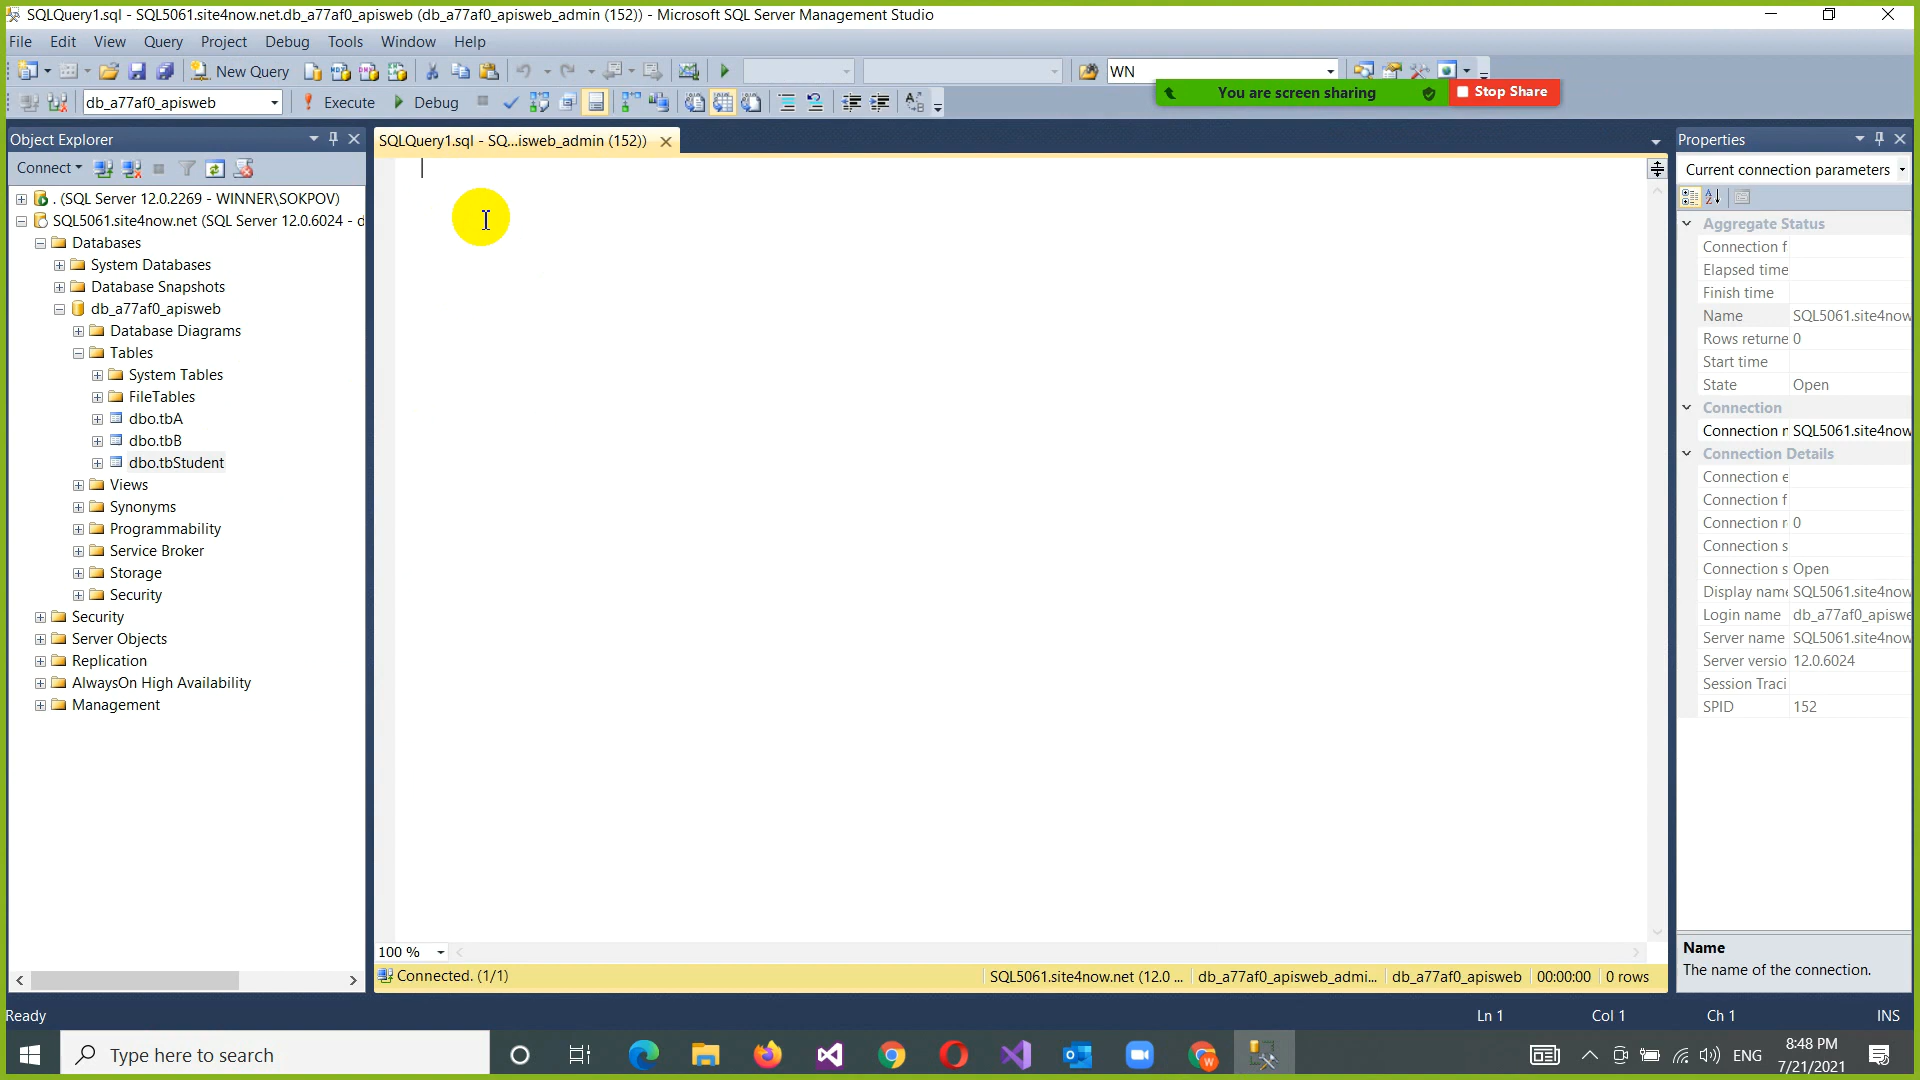 SQLQuery1.sql - SQL5061.site4now.net.db_a77af0_apisweb (db_a77af0_apisweb_admin (152)) - Microsoft SQL Server Management Studio
File Edit View Query Project Debug Tools Window Help
New Query WN
db_a77af0_apisweb Execute Debug
You are screen sharing Stop Share
Object Explorer
Connect
. (SQL Server 12.0.2269 - WINNER\SOKPOV)
SQL5061.site4now.net (SQL Server 12.0.6024 - d
Databases
System Databases
Database Snapshots
db_a77af0_apisweb
Database Diagrams
Tables
System Tables
FileTables
dbo.tbA
dbo.tbB
dbo.tbStudent
Views
Synonyms
Programmability
Service Broker
Storage
Security
Security
Server Objects
Replication
AlwaysOn High Availability
Management
SQLQuery1.sql - SQ...isweb_admin (152))
100 %
Connected. (1/1) SQL5061.site4now.net (12.0 ... db_a77af0_apisweb_admi... db_a77af0_apisweb 00:00:00 0 rows
Properties
Current connection parameters
Aggregate Status
Connection f
Elapsed time
Finish time
Name SQL5061.site4now
Rows returne 0
Start time
State Open
Connection
Connection n SQL5061.site4now
Connection Details
Connection e
Connection f
Connection r 0
Connection s
Connection s Open
Display name SQL5061.site4now
Login name db_a77af0_apiswe
Server name SQL5061.site4now
Server versio 12.0.6024
Session Traci
SPID 152
Name
The name of the connection.
Ready Ln 1 Col 1 Ch 1 INS
Type here to search
ENG
8:48 PM
7/21/2021